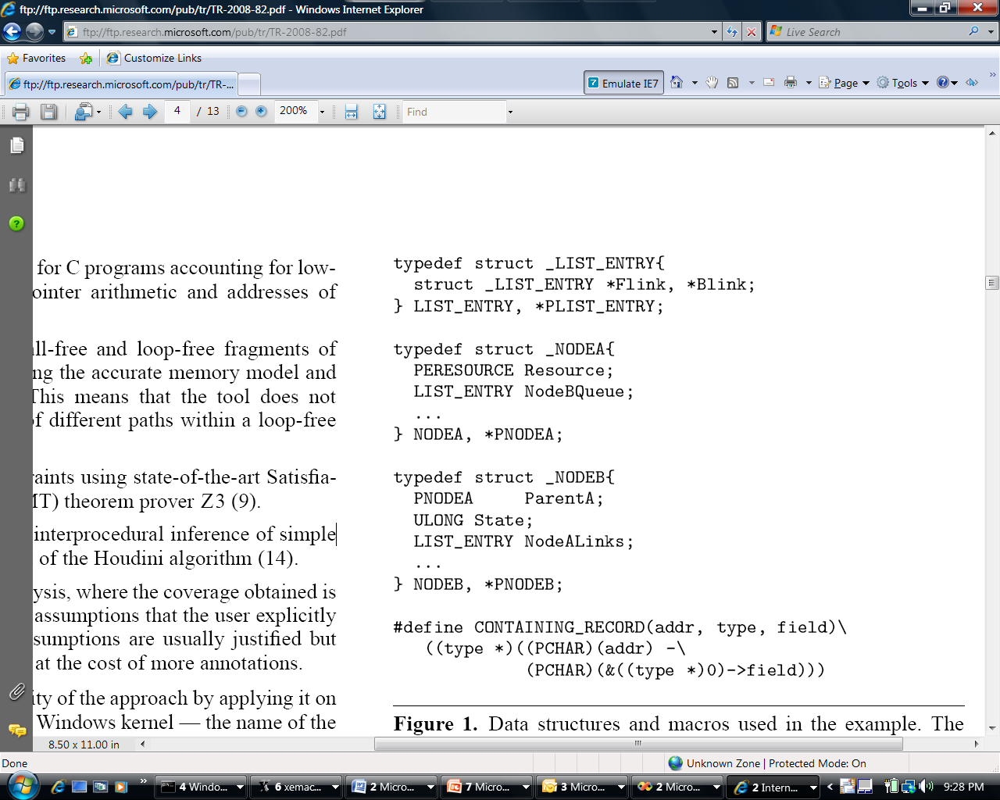 ftp://ftp.research.microsoft.com/pub/tr/TR-2008-82.pdf - Windows Internet Explorer
ftp://ftp.research.microsoft.com/pub/tr/TR-2008-82.pdf
Live Search
Favorites
Customize Links
ftp://ftp.research.microsoft.com/pub/tr/TR-...
7 Emulate IE7
Page
Tools
4 / 13
200%
Find
for C programs accounting for low-
ointer arithmetic and addresses of
ll-free and loop-free fragments of
ng the accurate memory model and
This means that the tool does not
of different paths within a loop-free
raints using state-of-the-art Satisfia-
MT) theorem prover Z3 (9).
interprocedural inference of simple
of the Houdini algorithm (14).
ysis, where the coverage obtained is
assumptions that the user explicitly
sumptions are usually justified but
at the cost of more annotations.
ity of the approach by applying it on
Windows kernel — the name of the
typedef struct _LIST_ENTRY{
struct _LIST_ENTRY *Flink, *Blink;
} LIST_ENTRY, *PLIST_ENTRY;
typedef struct _NODEA{
PERESOURCE Resource;
LIST_ENTRY NodeBQueue;
...
} NODEA, *PNODEA;
typedef struct _NODEB{
PNODEA ParentA;
ULONG State;
LIST_ENTRY NodeALinks;
...
} NODEB, *PNODEB;
#define CONTAINING_RECORD(addr, type, field)\
((type *)((PCHAR)(addr) -\
(PCHAR)(&((type *)0)->field)))
Figure 1. Data structures and macros used in the example. The
8.50 x 11.00 in
Done
Unknown Zone | Protected Mode: On
4 Windo...
6 xemac...
2 Micro...
7 Micro...
3 Micro...
2 Micro...
2 Intern...
9:28 PM